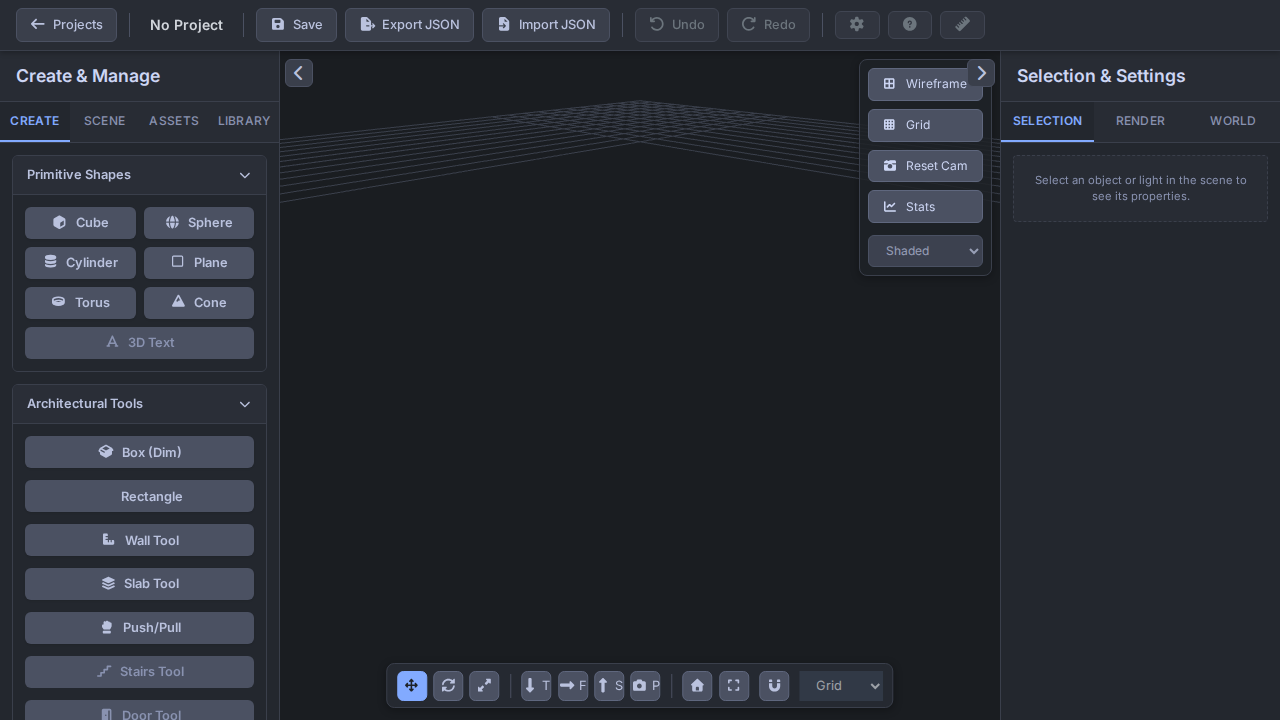 Projects
No Project
Save
Export JSON
Import JSON
Undo
Redo
Create & Manage
CREATE
SCENE
ASSETS
LIBRARY
Primitive Shapes
Cube
Sphere
Cylinder
Plane
Torus
Cone
3D Text
Architectural Tools
Box (Dim)
Rectangle
Wall Tool
Slab Tool
Push/Pull
Stairs Tool
Door Tool
Wireframe
Grid
Reset Cam
Stats
Shaded
T
F
S
P
Grid
Selection & Settings
SELECTION
RENDER
WORLD
Select an object or light in the scene to
see its properties.